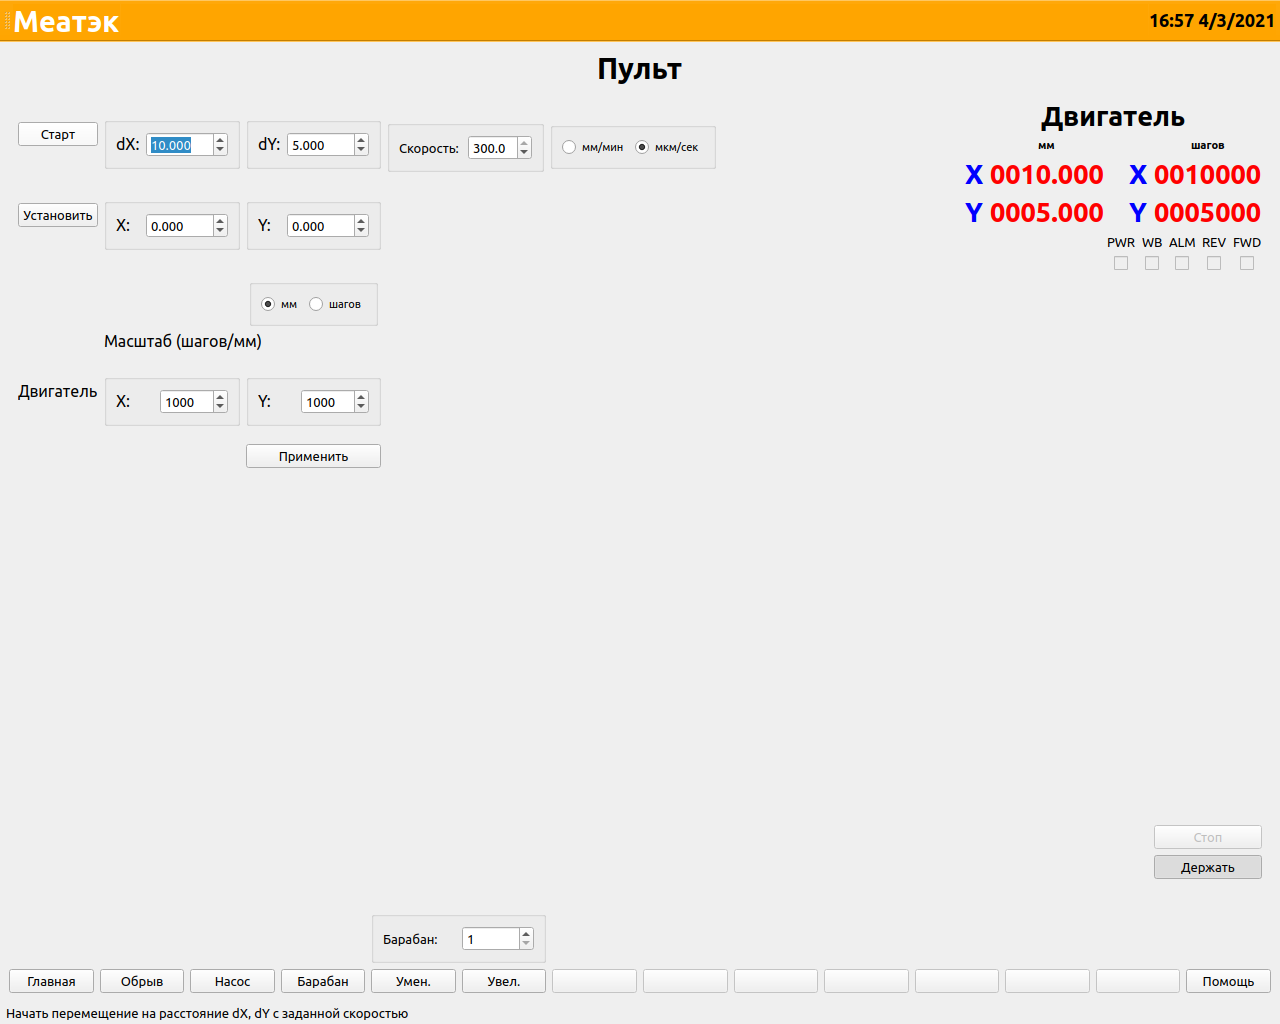 Меатэк 16:57 4/3/2021
Пульт
Старт dX: 10.000 dY: 5.000 Скорость: 300.0 мм/мин мкм/сек
Установить X: 0.000 Y: 0.000
мм шагов
Масштаб (шагов/мм)
Двигатель X: 1000 Y: 1000
Применить
Двигатель
мм шагов
X 0010.000 X 0010000
Y 0005.000 Y 0005000
PWR WB ALM REV FWD
Стоп
Держать
Барабан: 1
Главная Обрыв Насос Барабан Умен. Увел. Помощь
Начать перемещение на расстояние dX, dY с заданной скоростью